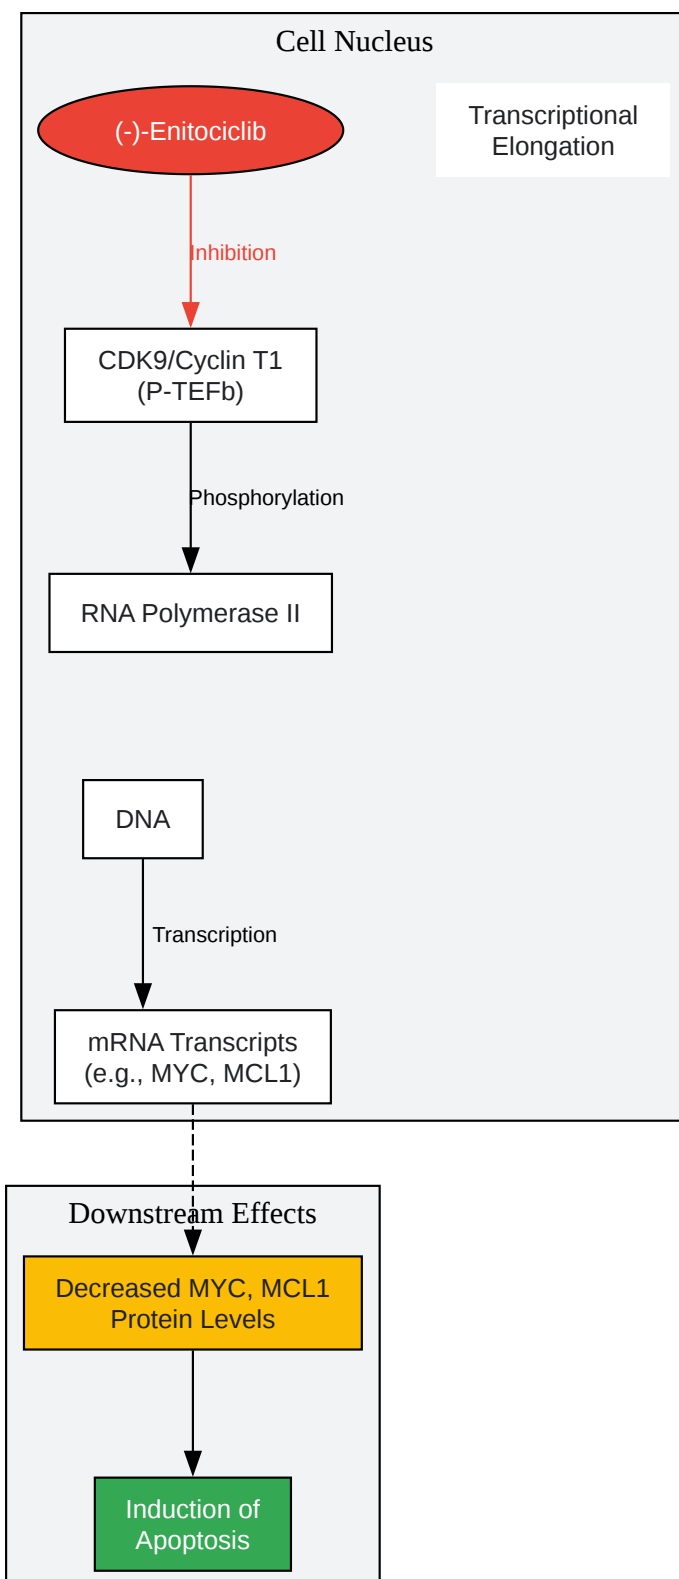 Cell Nucleus
(-)-Enitociclib
Transcriptional
Elongation
Inhibition
CDK9/Cyclin T1
(P-TEFb)
Phosphorylation
RNA Polymerase II
DNA
Transcription
mRNA Transcripts
(e.g., MYC, MCL1)
Downstream Effects
Decreased MYC, MCL1
Protein Levels
Induction of
Apoptosis